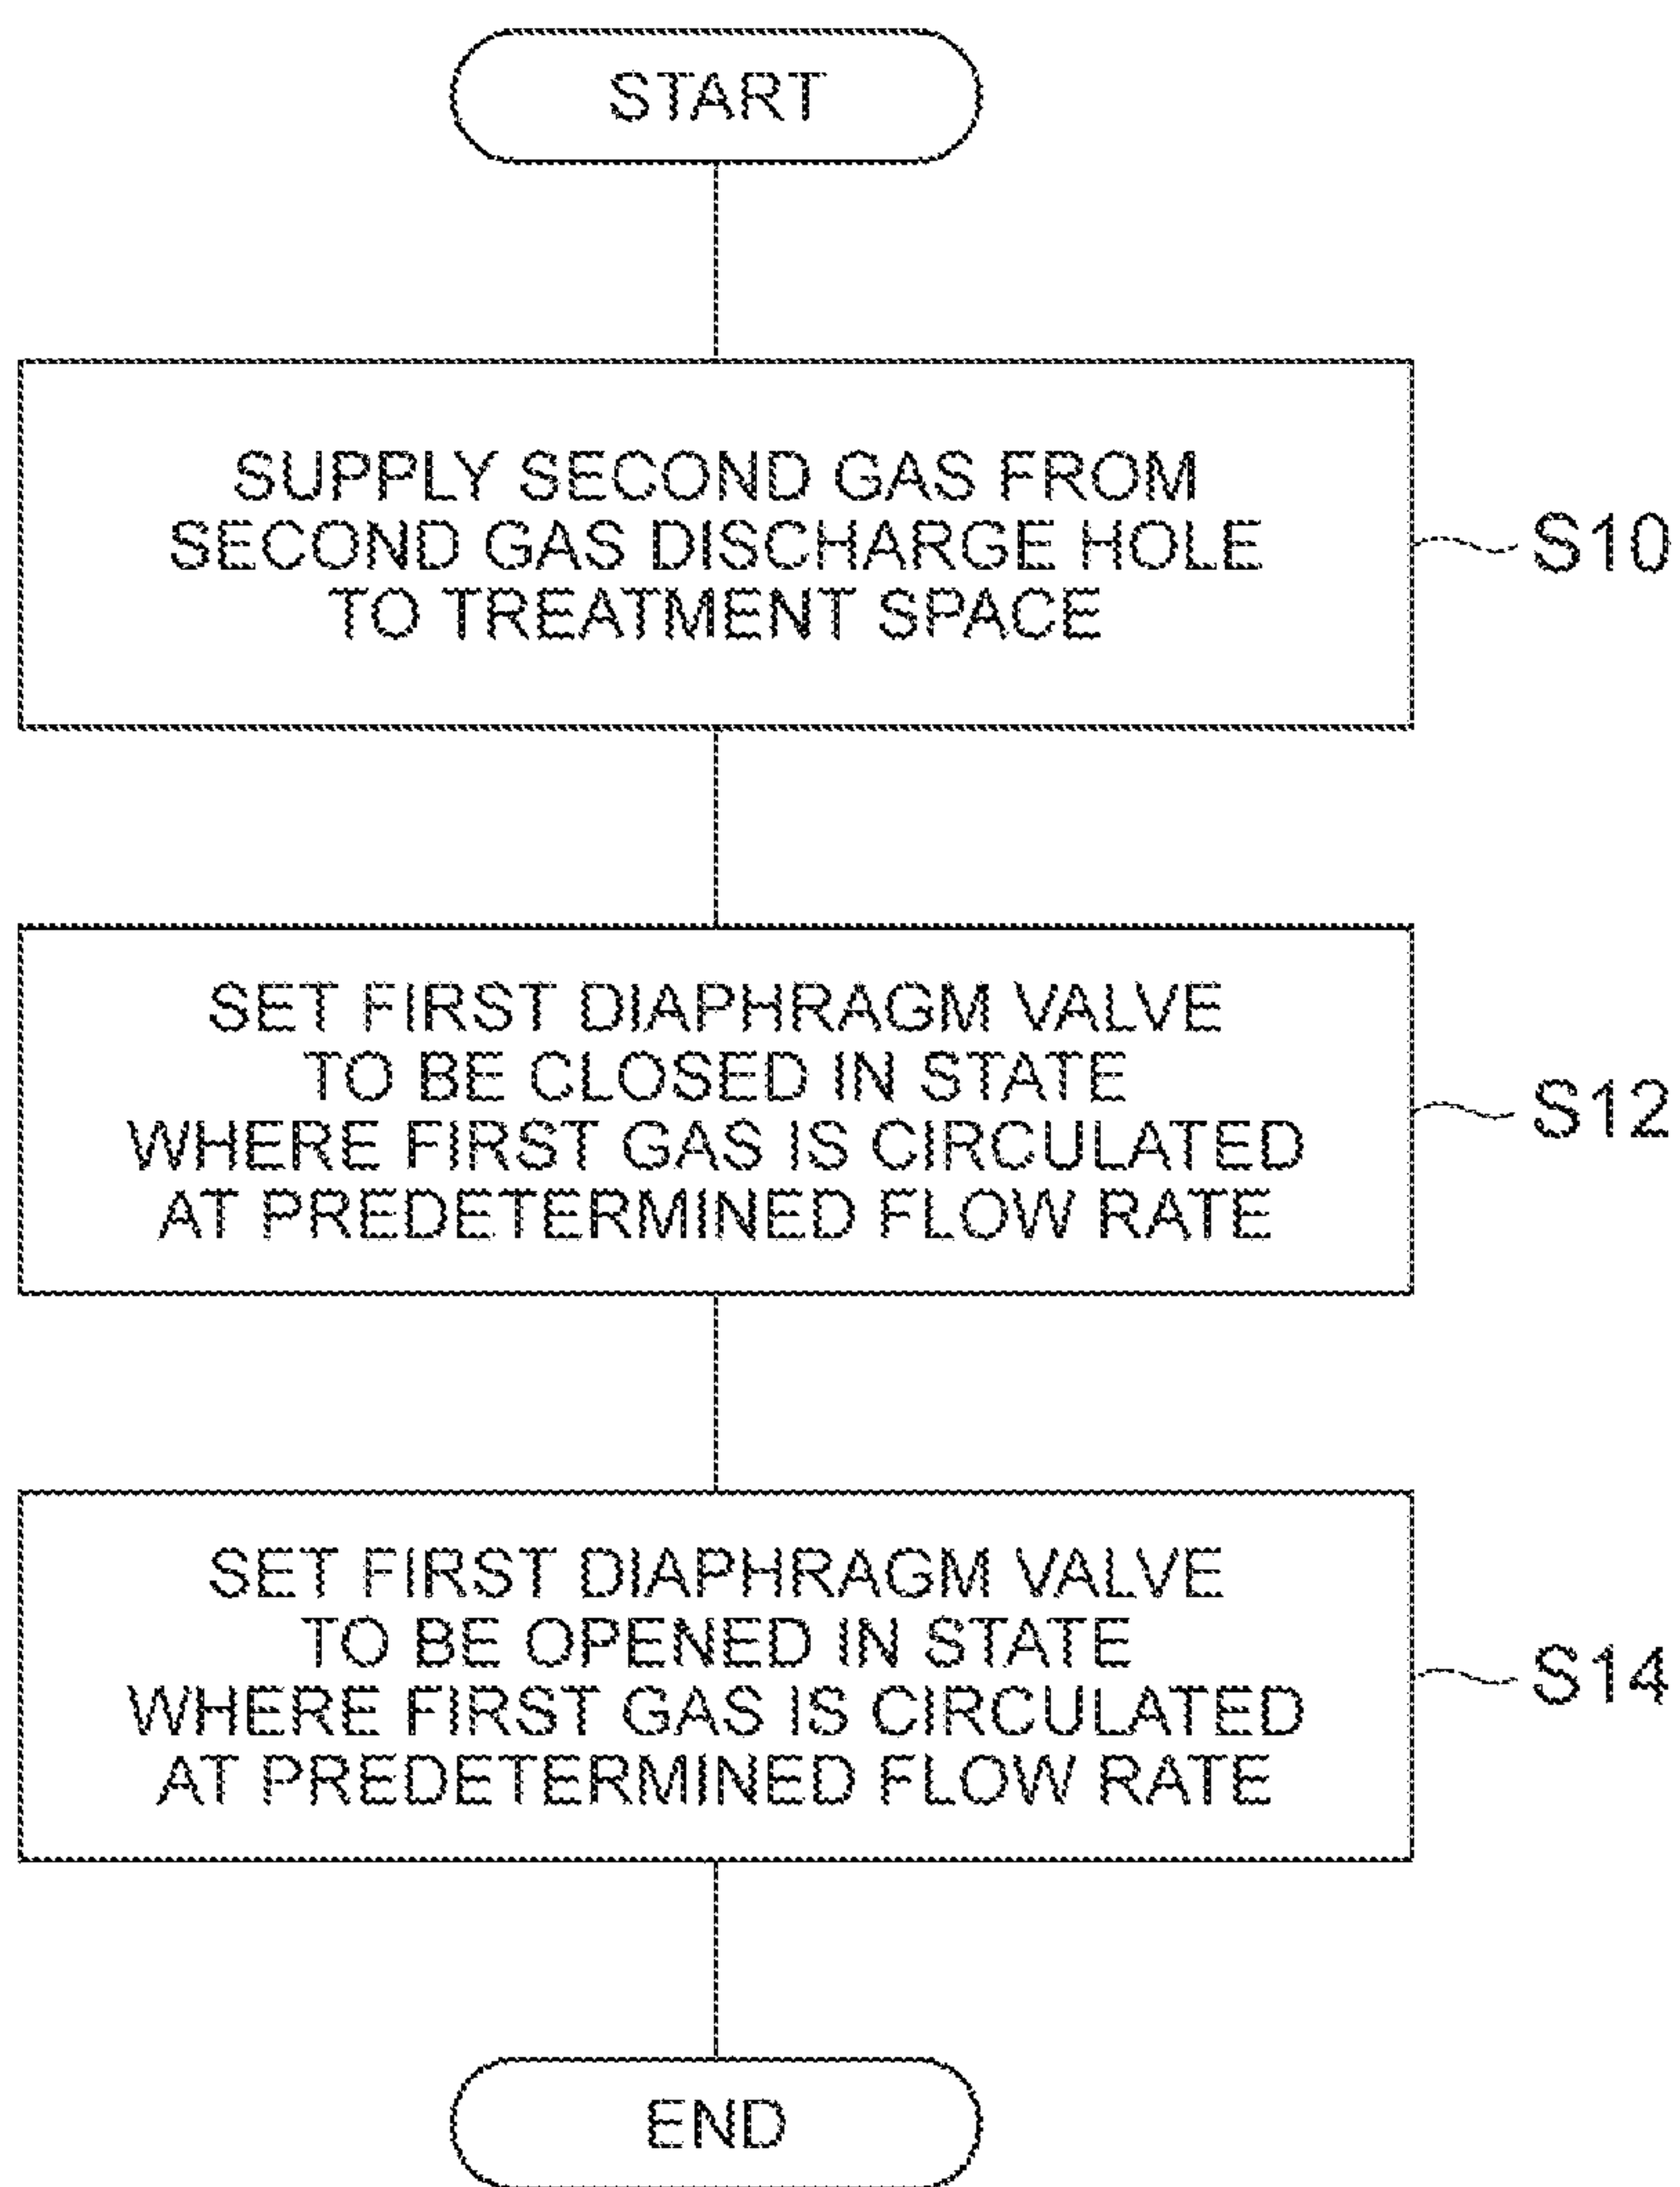 START
SUPPLY SECOND GAS FROM
SECOND GAS DISCHARGE HOLE
TO TREATMENT SPACE
S10
SET FIRST DIAPHRAGM VALVE
TO BE CLOSED IN STATE
WHERE FIRST GAS IS CIRCULATED
AT PREDETERMINED FLOW RATE
S12
SET FIRST DIAPHRAGM VALVE
TO BE OPENED IN STATE
WHERE FIRST GAS IS CIRCULATED
AT PREDETERMINED FLOW RATE
S14
END